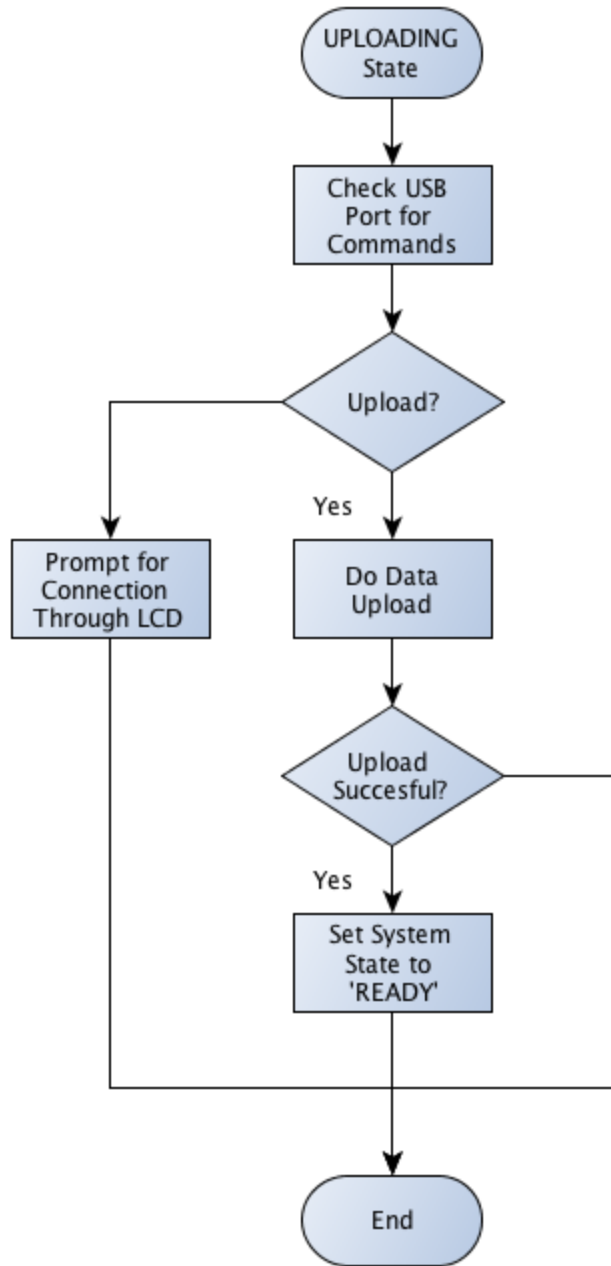 UPLOADING
State
Check USB
Port for
Commands
Upload?
Yes
Prompt for
Connection
Through LCD
Do Data
Upload
Upload
Succesful?
Yes
Set System
State to
'READY'
End